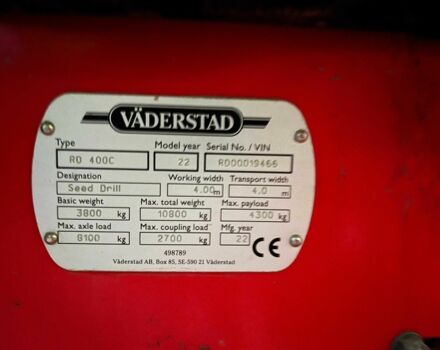 VÄDERSTAD
Type Model year Serial No. / VIN
RD 400C 22 RD00019466
Designation Working width Transport width
Seed Drill 4.00m 4.0 m
Basic weight Max. total weight Max. payload
3800 kg 10800 kg 4300 kg
Max. axle load Max. coupling load Mfg. year
8100 kg 2700 kg 22 CE
498789
Väderstad AB, Box 85, SE-590 21 Väderstad